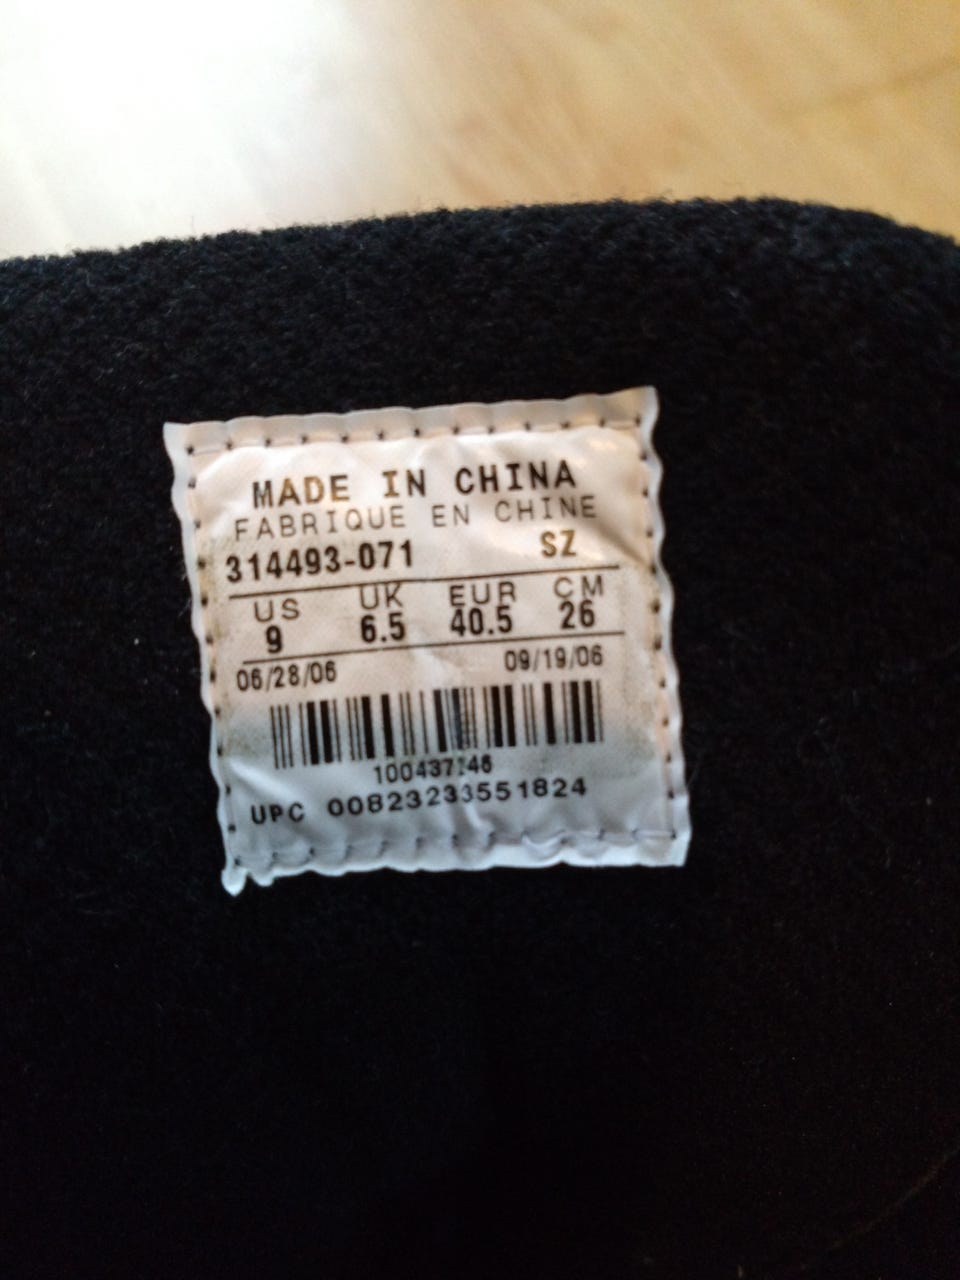 MADE IN CHINA
FABRIQUE EN CHINE
314493-071 SZ
US UK EUR CM
9 6.5 40.5 26
06/28/06 09/19/06
UPC 00823233551824